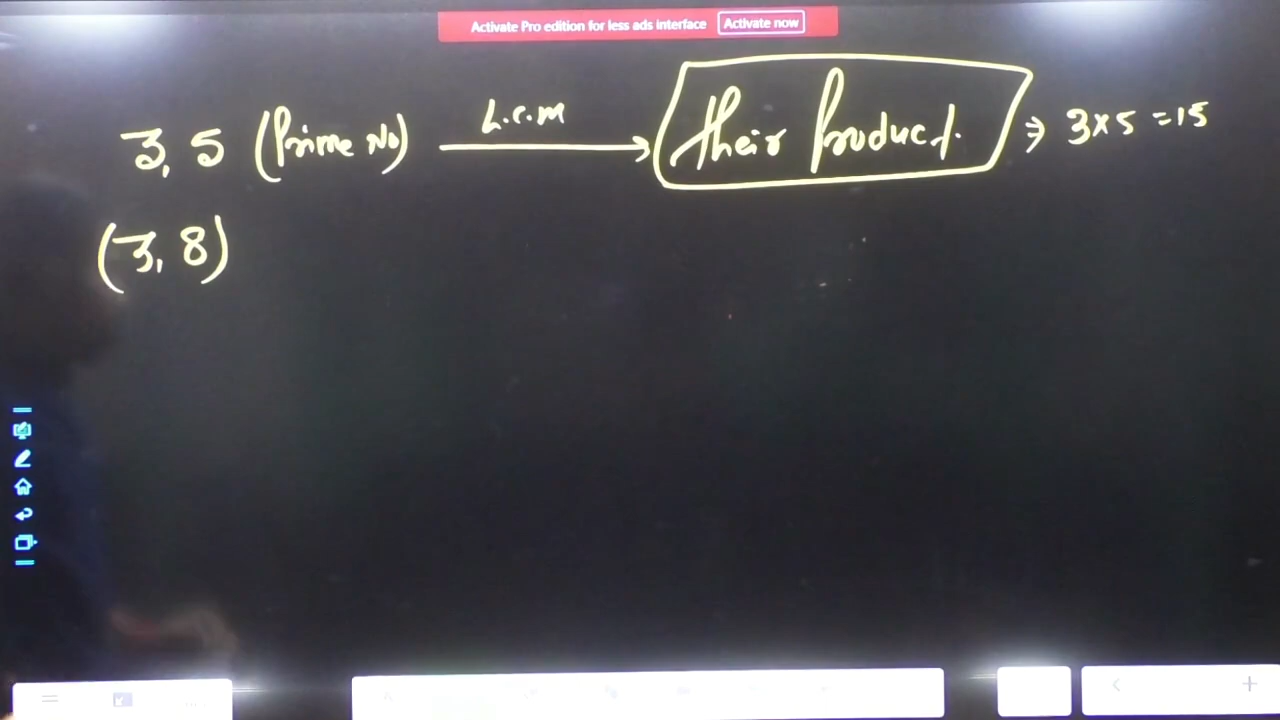 Activate Pro edition for less ads interface Activate now
3, 5 (Prime No) L.C.M → their Product. ⇒ 3×5 =15
(3, 8)